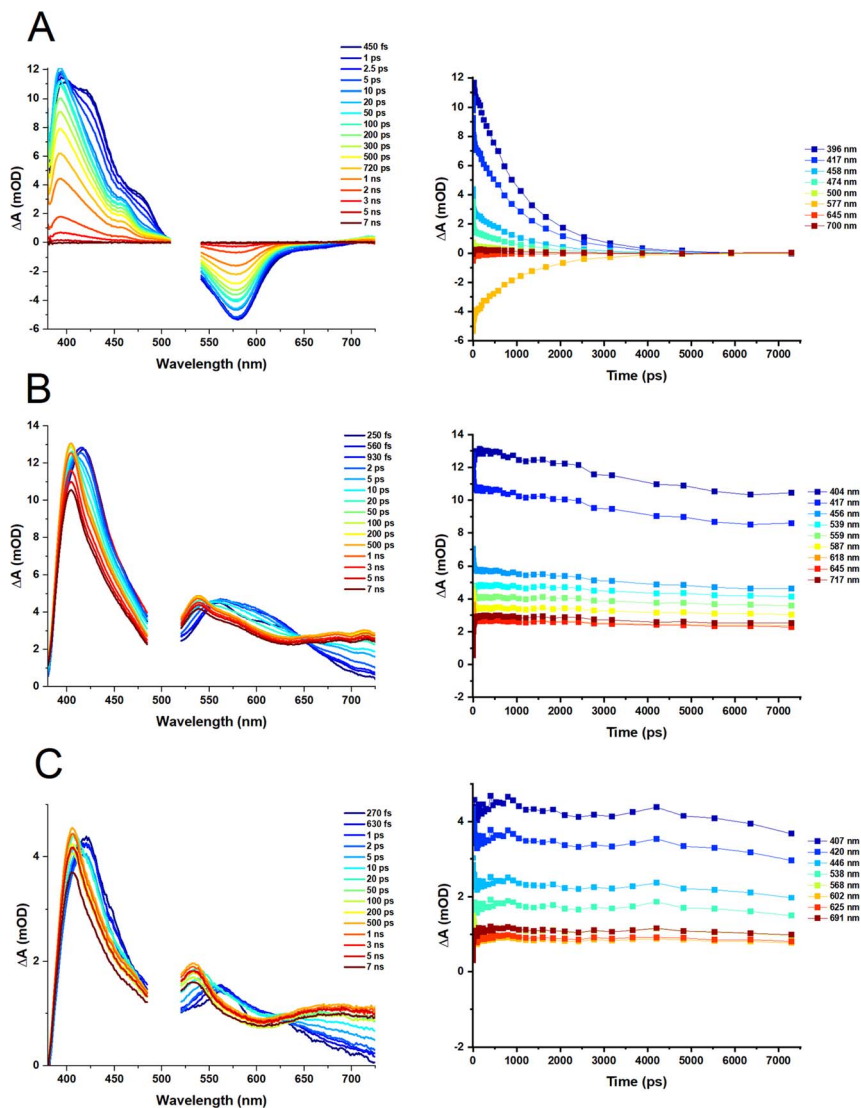 A
450 fs
1 ps
2.5 ps
5 ps
10 ps
20 ps
50 ps
100 ps
200 ps
300 ps
500 ps
720 ps
1 ns
2 ns
3 ns
5 ns
7 ns
12
10
8
6
4
2
0
-2
-4
-6
ΔA (mOD)
400 450 500 550 600 650 700
Wavelength (nm)
12
10
8
6
4
2
0
-2
-4
-6
ΔA (mOD)
0 1000 2000 3000 4000 5000 6000 7000
Time (ps)
396 nm
417 nm
458 nm
474 nm
500 nm
577 nm
645 nm
700 nm
B
250 fs
560 fs
930 fs
2 ps
5 ps
10 ps
20 ps
50 ps
100 ps
200 ps
500 ps
1 ns
3 ns
5 ns
7 ns
14
12
10
8
6
4
2
0
ΔA (mOD)
400 450 500 550 600 650 700
Wavelength (nm)
14
12
10
8
6
4
2
0
-2
ΔA (mOD)
0 1000 2000 3000 4000 5000 6000 7000
Time (ps)
404 nm
417 nm
456 nm
539 nm
559 nm
587 nm
618 nm
645 nm
717 nm
C
270 fs
630 fs
1 ps
2 ps
5 ps
10 ps
20 ps
50 ps
100 ps
200 ps
500 ps
1 ns
3 ns
5 ns
7 ns
4
2
0
ΔA (mOD)
400 450 500 550 600 650 700
Wavelength (nm)
4
2
0
-2
ΔA (mOD)
0 1000 2000 3000 4000 5000 6000 7000
Time (ps)
407 nm
420 nm
446 nm
538 nm
568 nm
602 nm
625 nm
691 nm